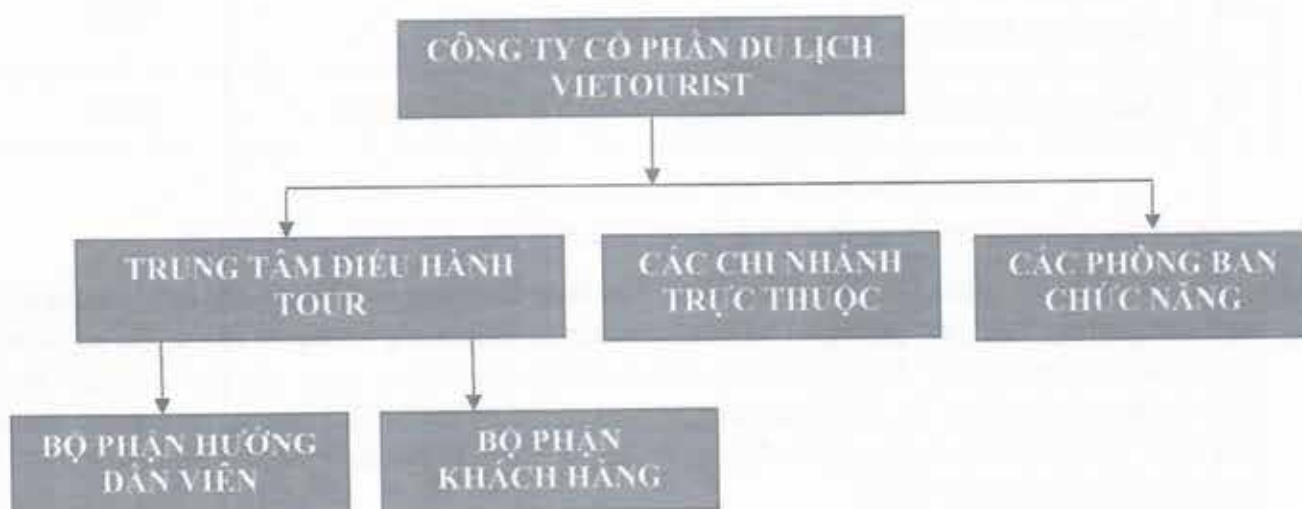 CÔNG TY CỔ PHẦN DU LỊCH
VIETOURIST
TRUNG TÂM ĐIỀU HÀNH
TOUR
CÁC CHI NHÁNH
TRỰC THUỘC
CÁC PHÒNG BAN
CHỨC NĂNG
BỘ PHẬN HƯỚNG
DẪN VIÊN
BỘ PHẬN
KHÁCH HÀNG